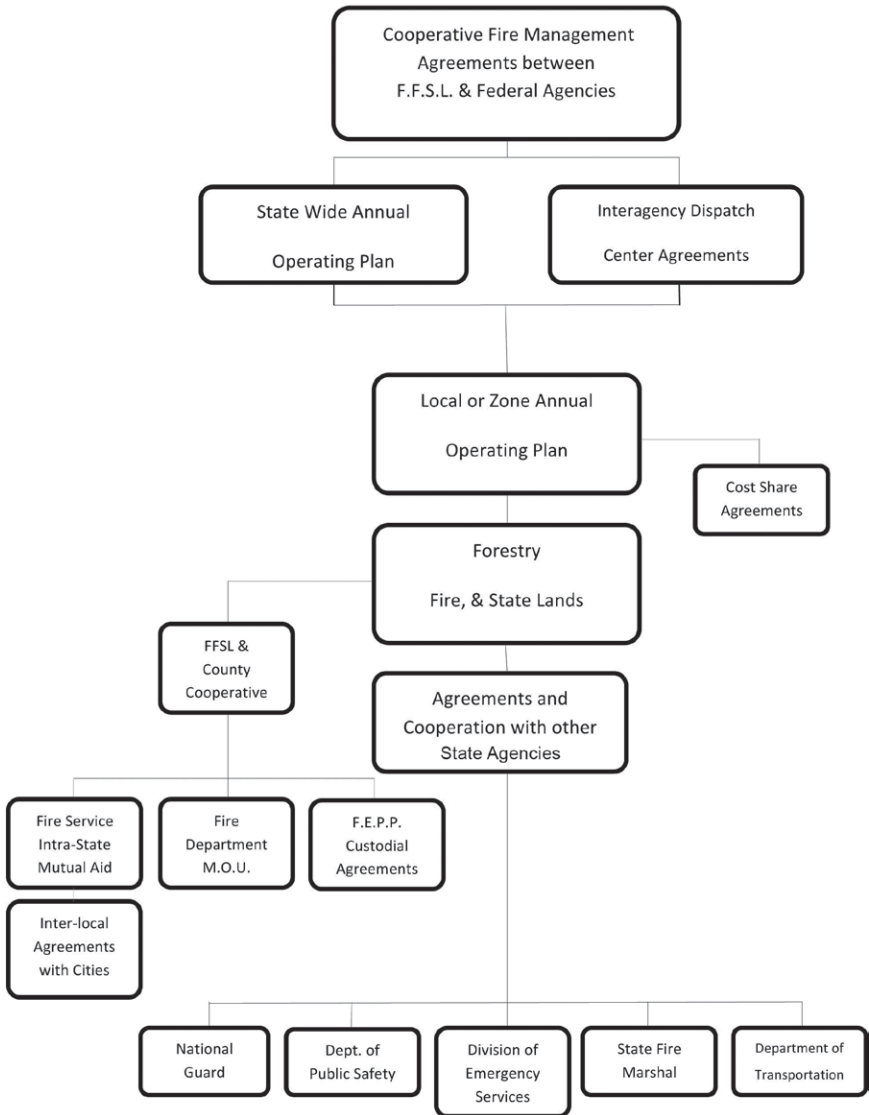 Cooperative Fire Management
Agreements between
F.F.S.L. & Federal Agencies
State Wide Annual
Operating Plan
Interagency Dispatch
Center Agreements
Local or Zone Annual
Operating Plan
Cost Share
Agreements
Forestry
Fire, & State Lands
FFSL &
County
Cooperative
Agreements and
Cooperation with other
State Agencies
Fire Service
Intra-State
Mutual Aid
Fire
Department
M.O.U.
F.E.P.P.
Custodial
Agreements
Inter-local
Agreements
with Cities
National
Guard
Dept. of
Public Safety
Division of
Emergency
Services
State Fire
Marshal
Department of
Transportation